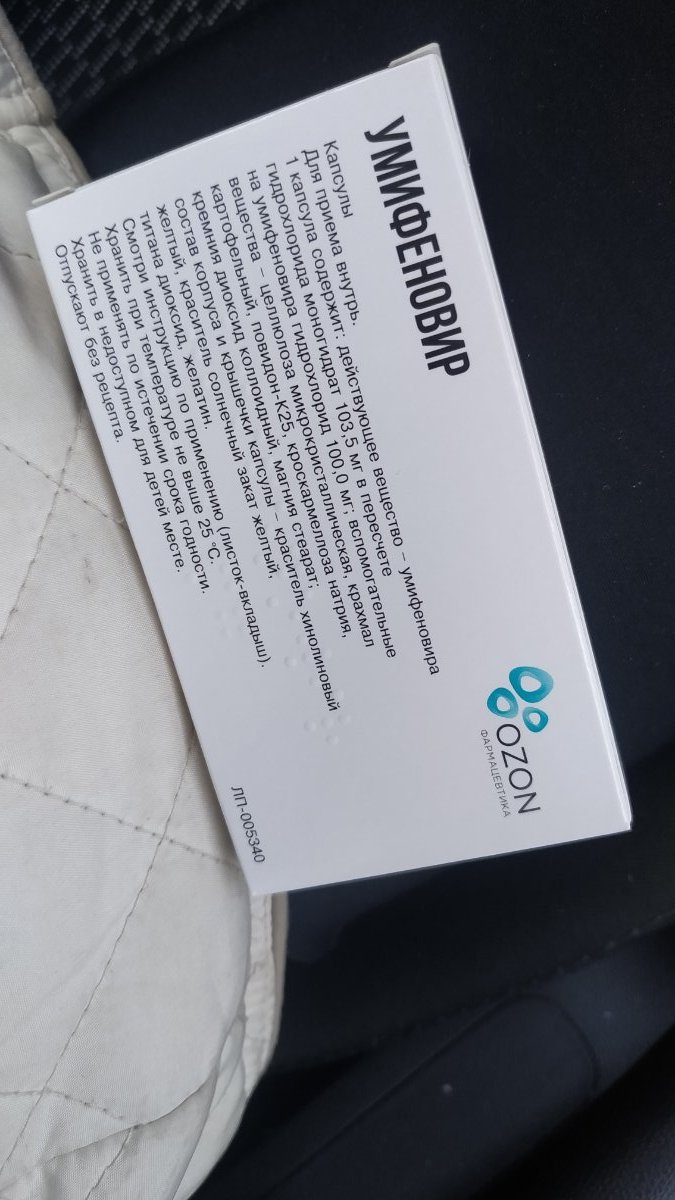 УМИФЕНОВИР
Капсулы
Для приема внутрь.
1 капсула содержит: действующее вещество – умифеновира
гидрохлорида моногидрат 103,5 мг в пересчете
на умифеновира гидрохлорид 100,0 мг; вспомогательные
вещества – целлюлоза микрокристаллическая, крахмал
картофельный, повидон-К25, кроскармеллоза натрия,
кремния диоксид коллоидный, магния стеарат;
состав корпуса и крышечки капсулы – краситель хинолиновый
желтый, краситель солнечный закат желтый,
титана диоксид, желатин.
Смотри инструкцию по применению (листок-вкладыш).
Хранить при температуре не выше 25 °С.
Не применять по истечении срока годности.
Хранить в недоступном для детей месте.
Отпускают без рецепта.
OZON
ФАРМАЦЕВТИКА
ЛП-005340